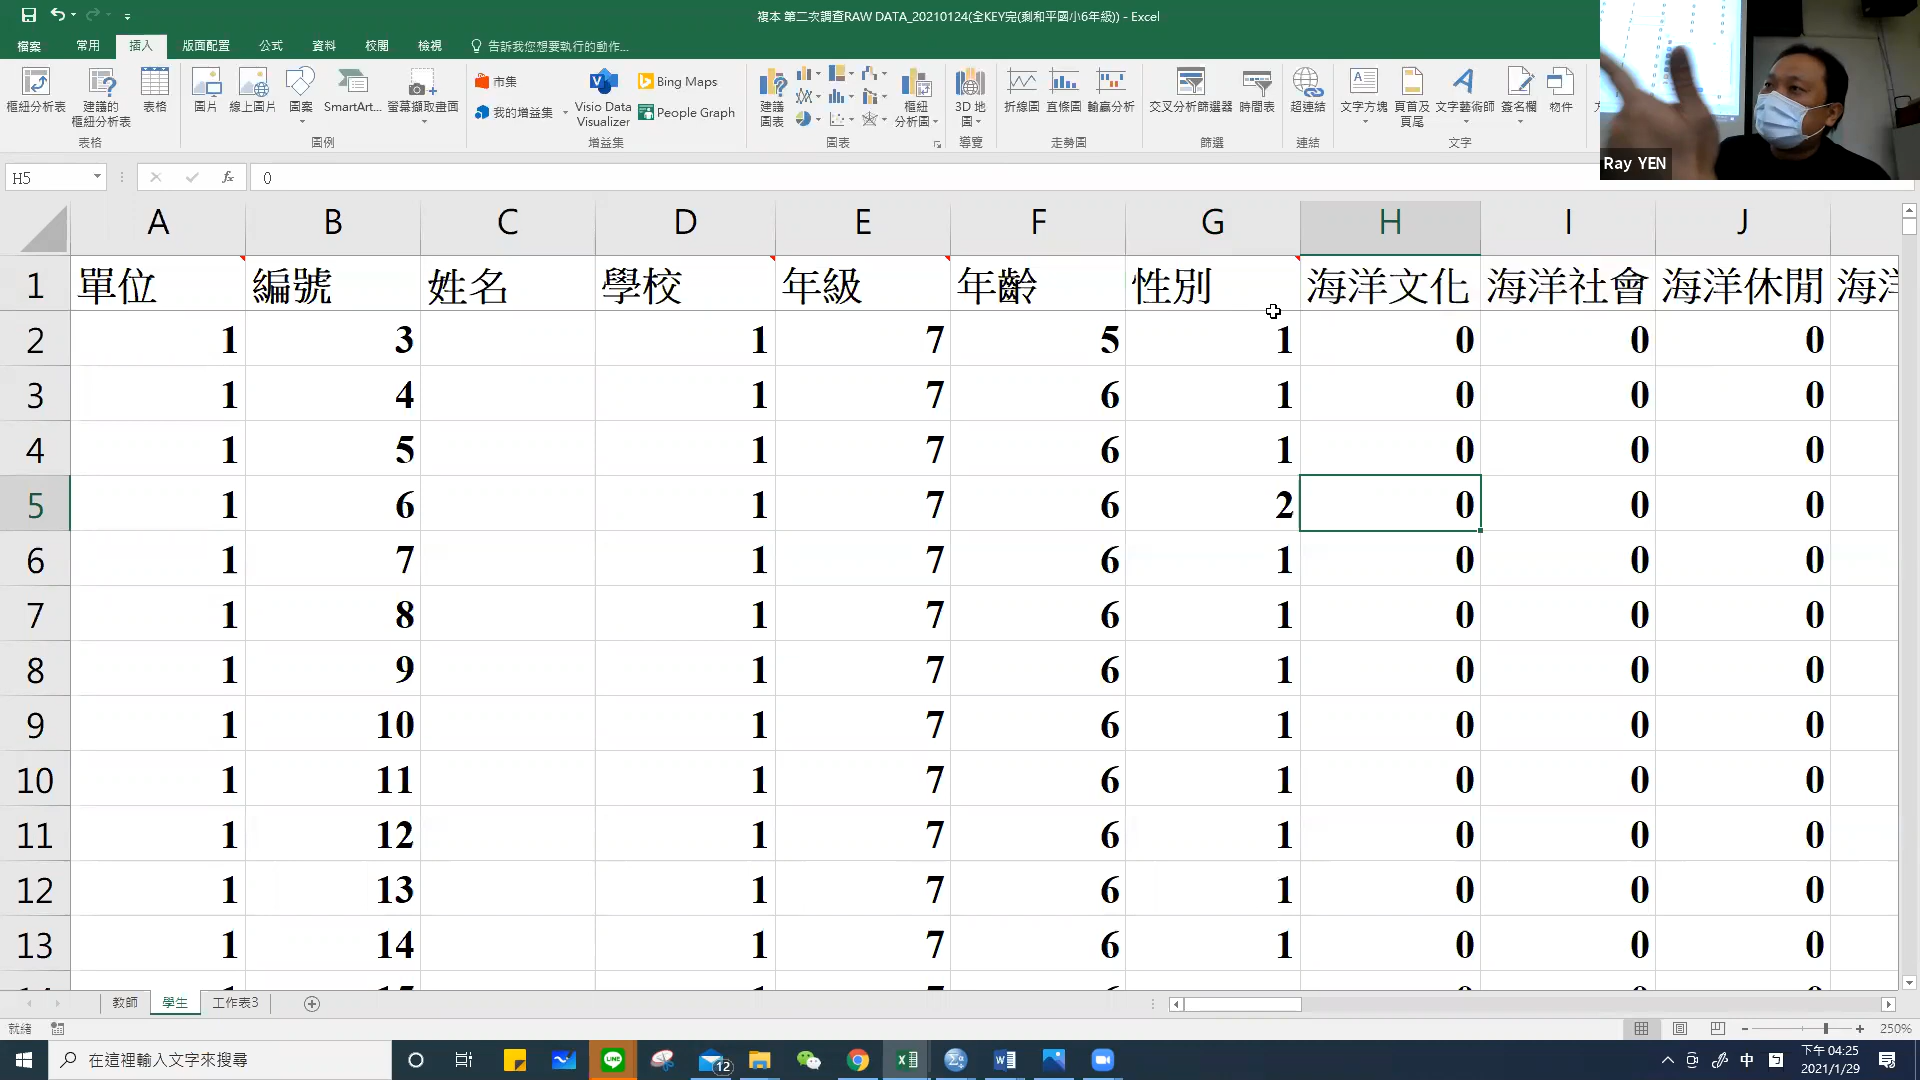 複本 第二次調查RAW DATA_20210124(全KEY完(剩和平國小6年級)) - Excel
檔案 常用 插入 版面配置 公式 資料 校閱 檢視 告訴我您想要執行的動作...
樞紐分析表 建議的 樞紐分析表 表格 圖片 線上圖片 圖案 SmartArt... 螢幕擷取畫面 市集 我的增益集 Visio Data Visualizer Bing Maps People Graph 建議 圖表 樞紐 分析圖 3D 地 圖 折線圖 直條圖 輸贏分析 交叉分析篩選器 時間表 超連結 文字方塊 頁首及 頁尾 文字藝術師 簽名欄 物件
表格 圖例 增益集 圖表 導覽 走勢圖 篩選 連結 文字
Ray YEN
H5 fx 0
A B C D E F G H I J
1 單位 編號 姓名 學校 年級 年齡 性別 海洋文化 海洋社會 海洋休閒 海洋
2 1 3 1 7 5 1 0 0 0
3 1 4 1 7 6 1 0 0 0
4 1 5 1 7 6 1 0 0 0
5 1 6 1 7 6 2 0 0 0
6 1 7 1 7 6 1 0 0 0
7 1 8 1 7 6 1 0 0 0
8 1 9 1 7 6 1 0 0 0
9 1 10 1 7 6 1 0 0 0
10 1 11 1 7 6 1 0 0 0
11 1 12 1 7 6 1 0 0 0
12 1 13 1 7 6 1 0 0 0
13 1 14 1 7 6 1 0 0 0
教師 學生 工作表3
就緒 250%
在這裡輸入文字來搜尋 LINE 12 中 下午 04:25
2021/1/29